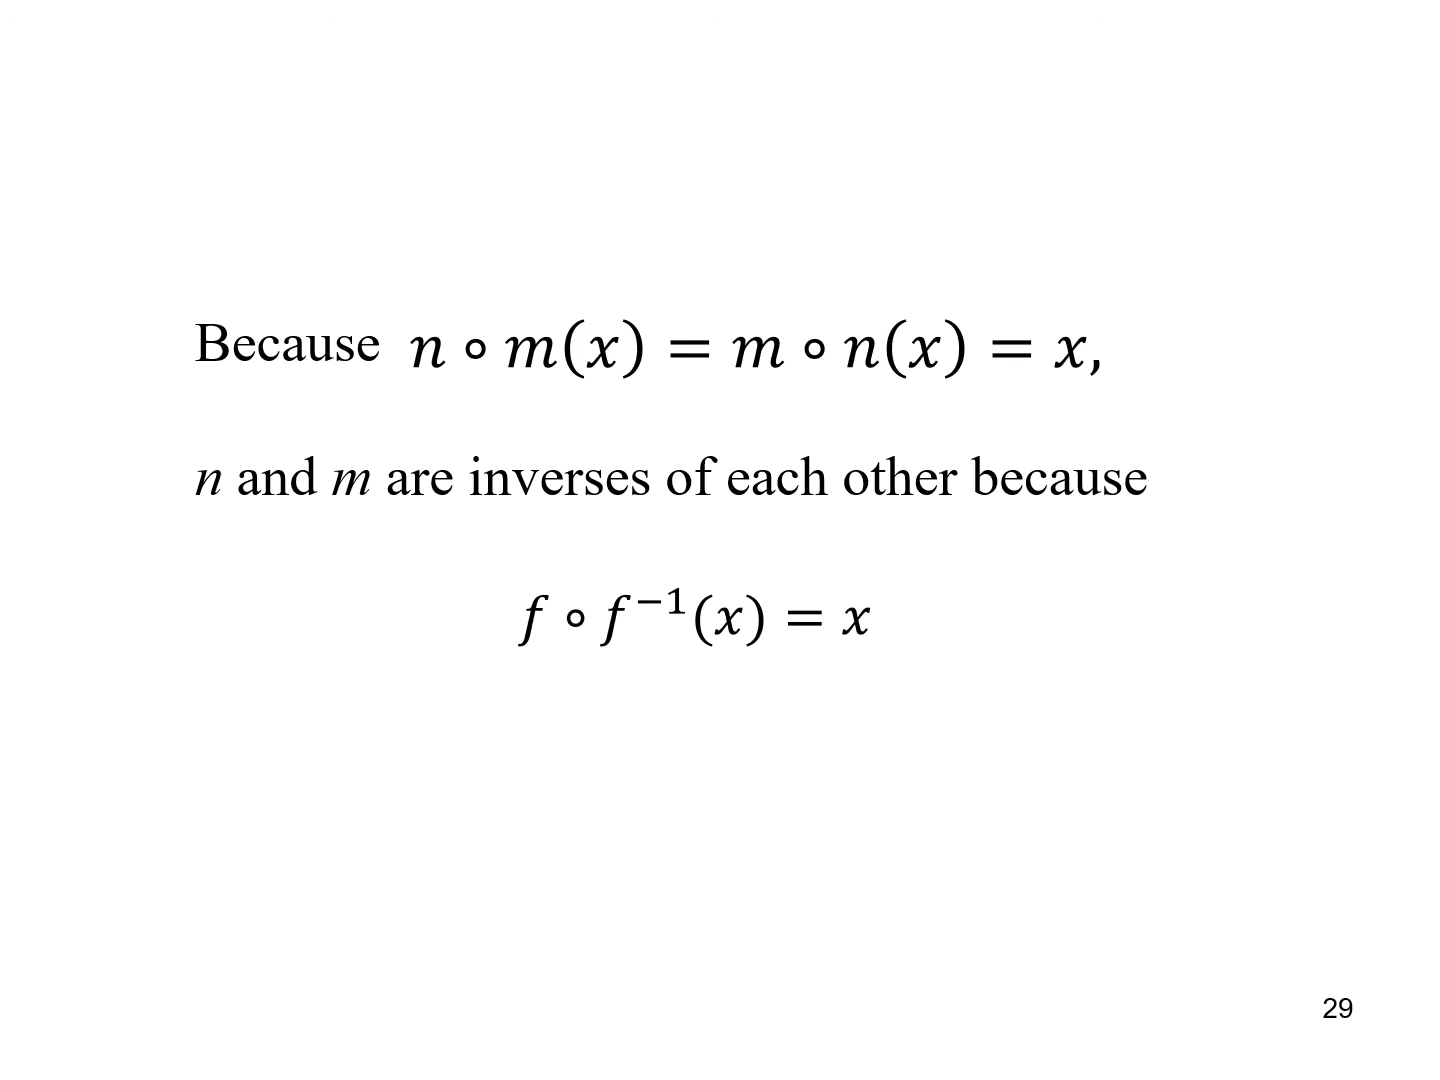 Because 𝑛 ∘ 𝑚(𝑥) = 𝑚 ∘ 𝑛(𝑥) = 𝑥,
n and m are inverses of each other because
𝑓 ∘ 𝑓⁻¹(𝑥) = 𝑥
29